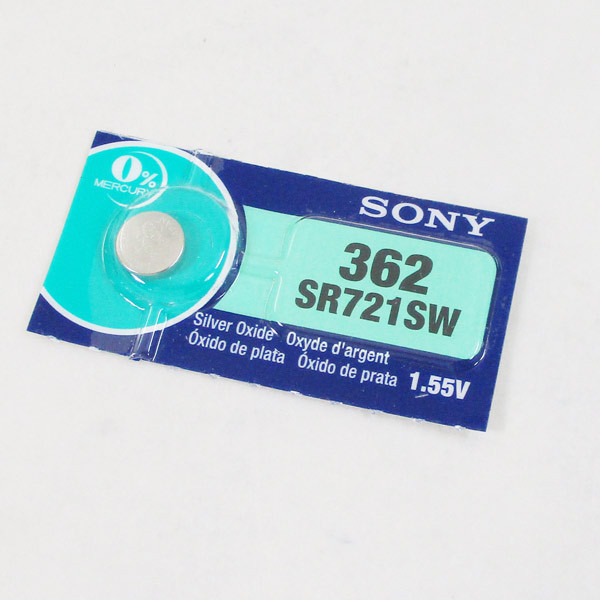 0%
MERCURY
SONY
362
SR721SW
Silver Oxide Oxyde d'argent
Óxido de plata Óxido de prata 1.55V